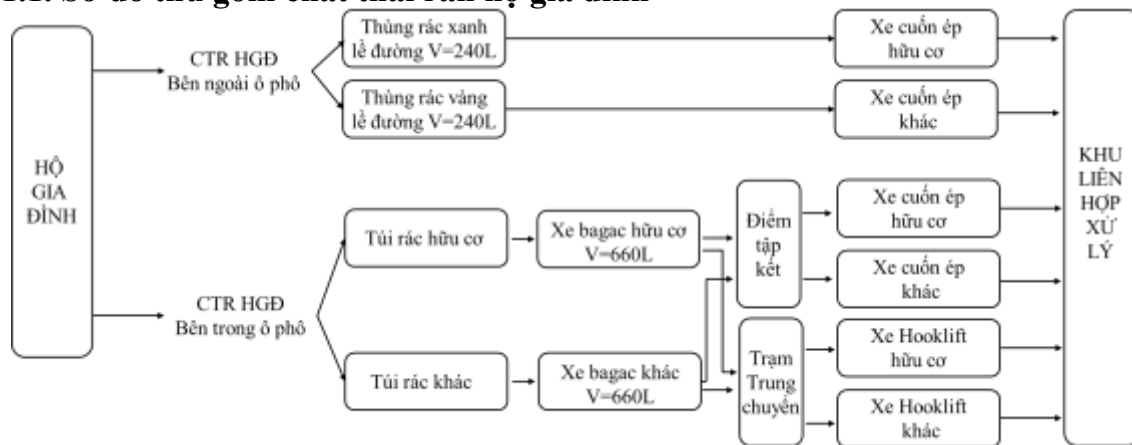 1.1. Sơ đồ thu gom chất thải rắn hộ gia đình
HỘ
GIA
ĐÌNH
CTR HGĐ
Bên ngoài ô phô
Thùng rác xanh
lề đường V=240L
Thùng rác vàng
lề đường V=240L
Xe cuốn ép
hữu cơ
Xe cuốn ép
khác
CTR HGĐ
Bên trong ô phô
Túi rác hữu cơ
Xe bagac hữu cơ
V=660L
Túi rác khác
Xe bagac khác
V=660L
Điểm
tập
kết
Trạm
Trung
chuyển
Xe cuốn ép
hữu cơ
Xe cuốn ép
khác
Xe Hooklift
hữu cơ
Xe Hooklift
khác
KHU
LIÊN
HỢP
XỬ
LÝ